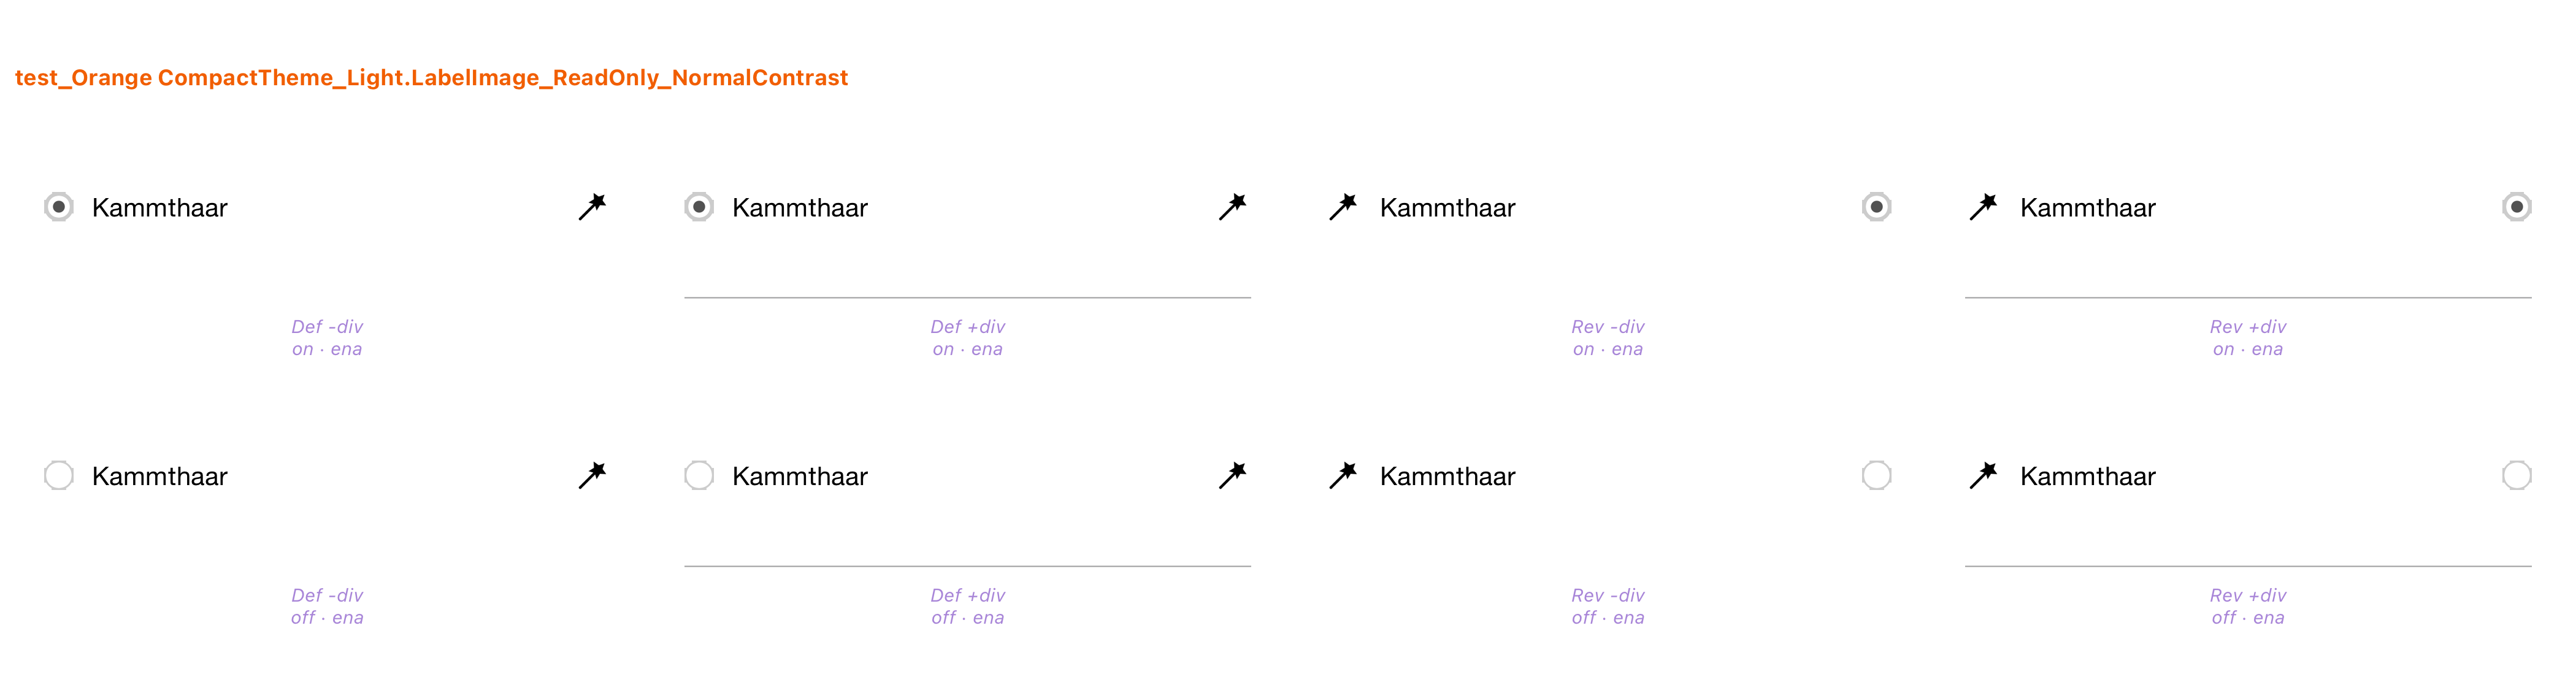 test_Orange CompactTheme_Light.LabelImage_ReadOnly_NormalContrast
Kammthaar
Kammthaar
Kammthaar
Kammthaar
Def -div
on · ena
Def +div
on · ena
Rev -div
on · ena
Rev +div
on · ena
Kammthaar
Kammthaar
Kammthaar
Kammthaar
Def -div
off · ena
Def +div
off · ena
Rev -div
off · ena
Rev +div
off · ena